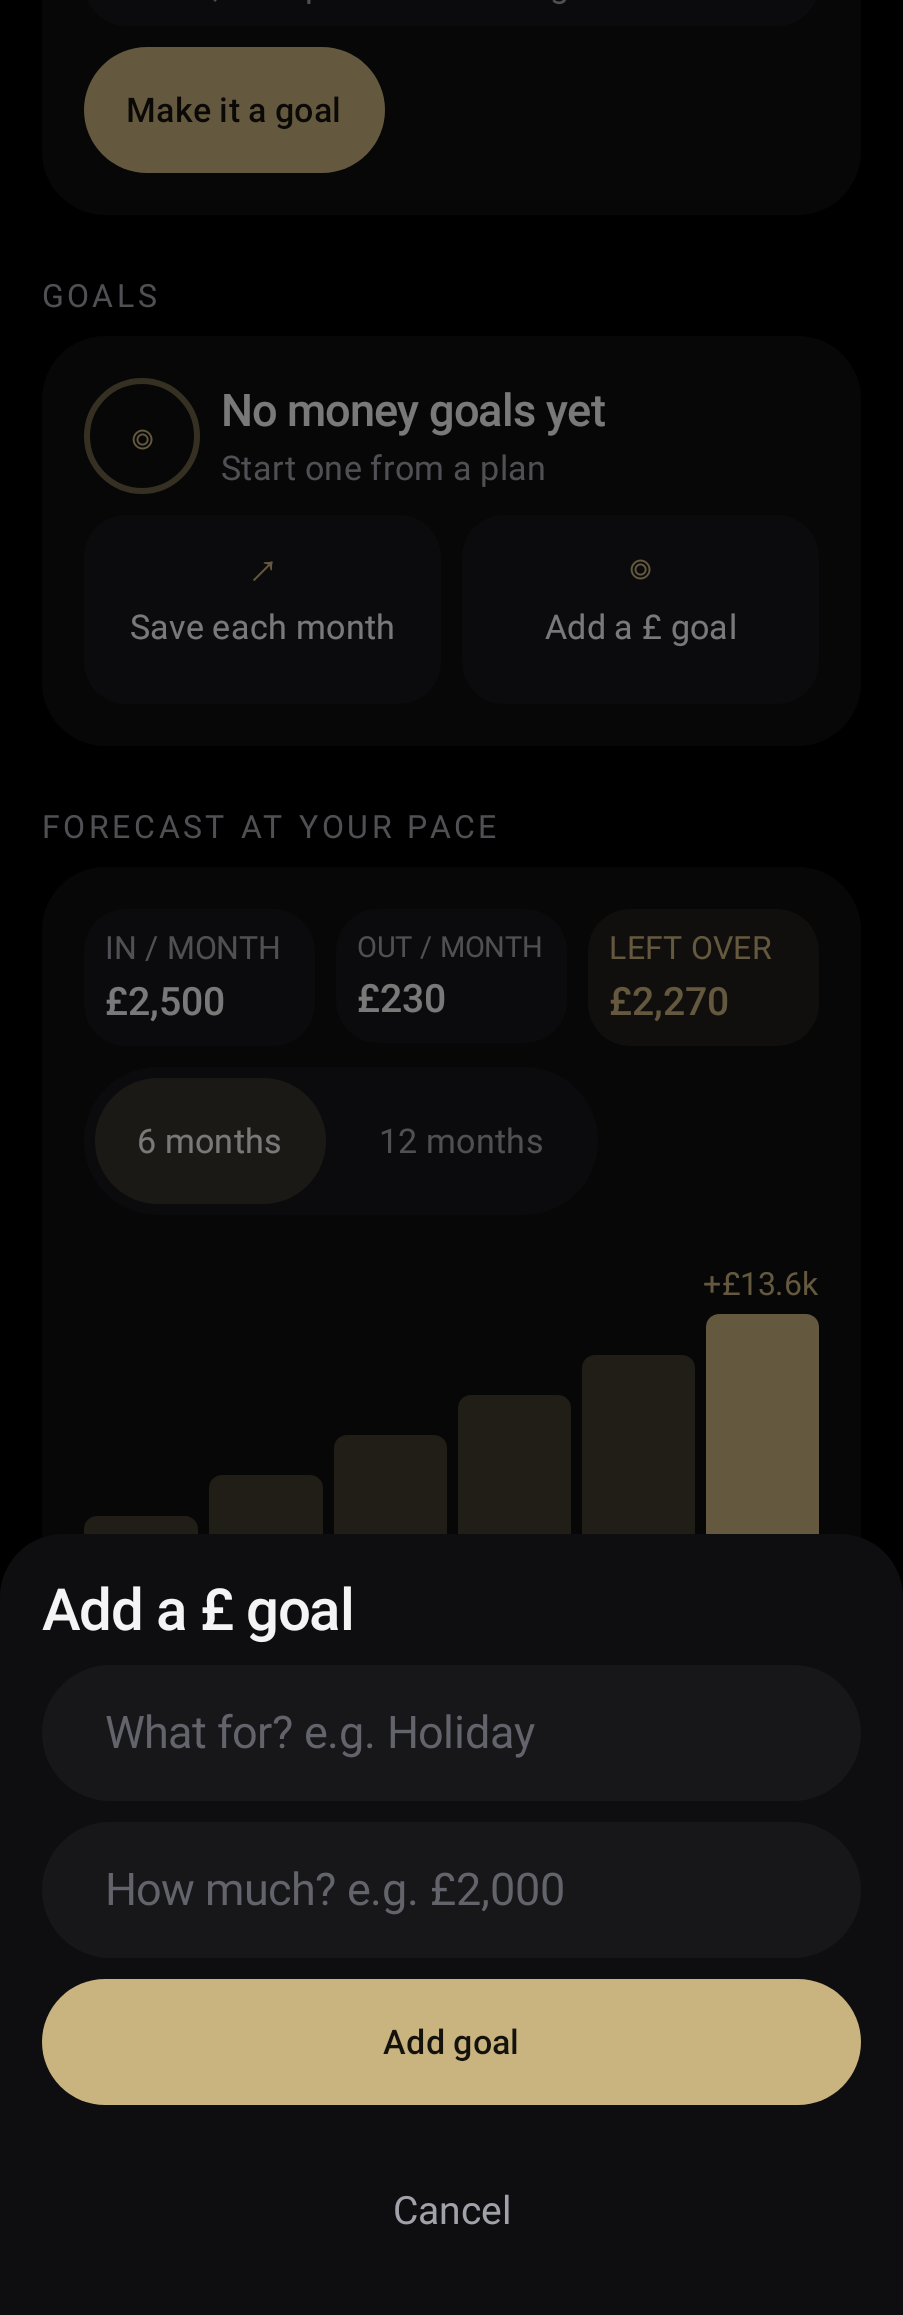 Make it a goal
GOALS
No money goals yet
Start one from a plan
Save each month
Add a £ goal
FORECAST AT YOUR PACE
IN / MONTH
£2,500
OUT / MONTH
£230
LEFT OVER
£2,270
6 months
12 months
+£13.6k
Add a £ goal
What for? e.g. Holiday
How much? e.g. £2,000
Add goal
Cancel